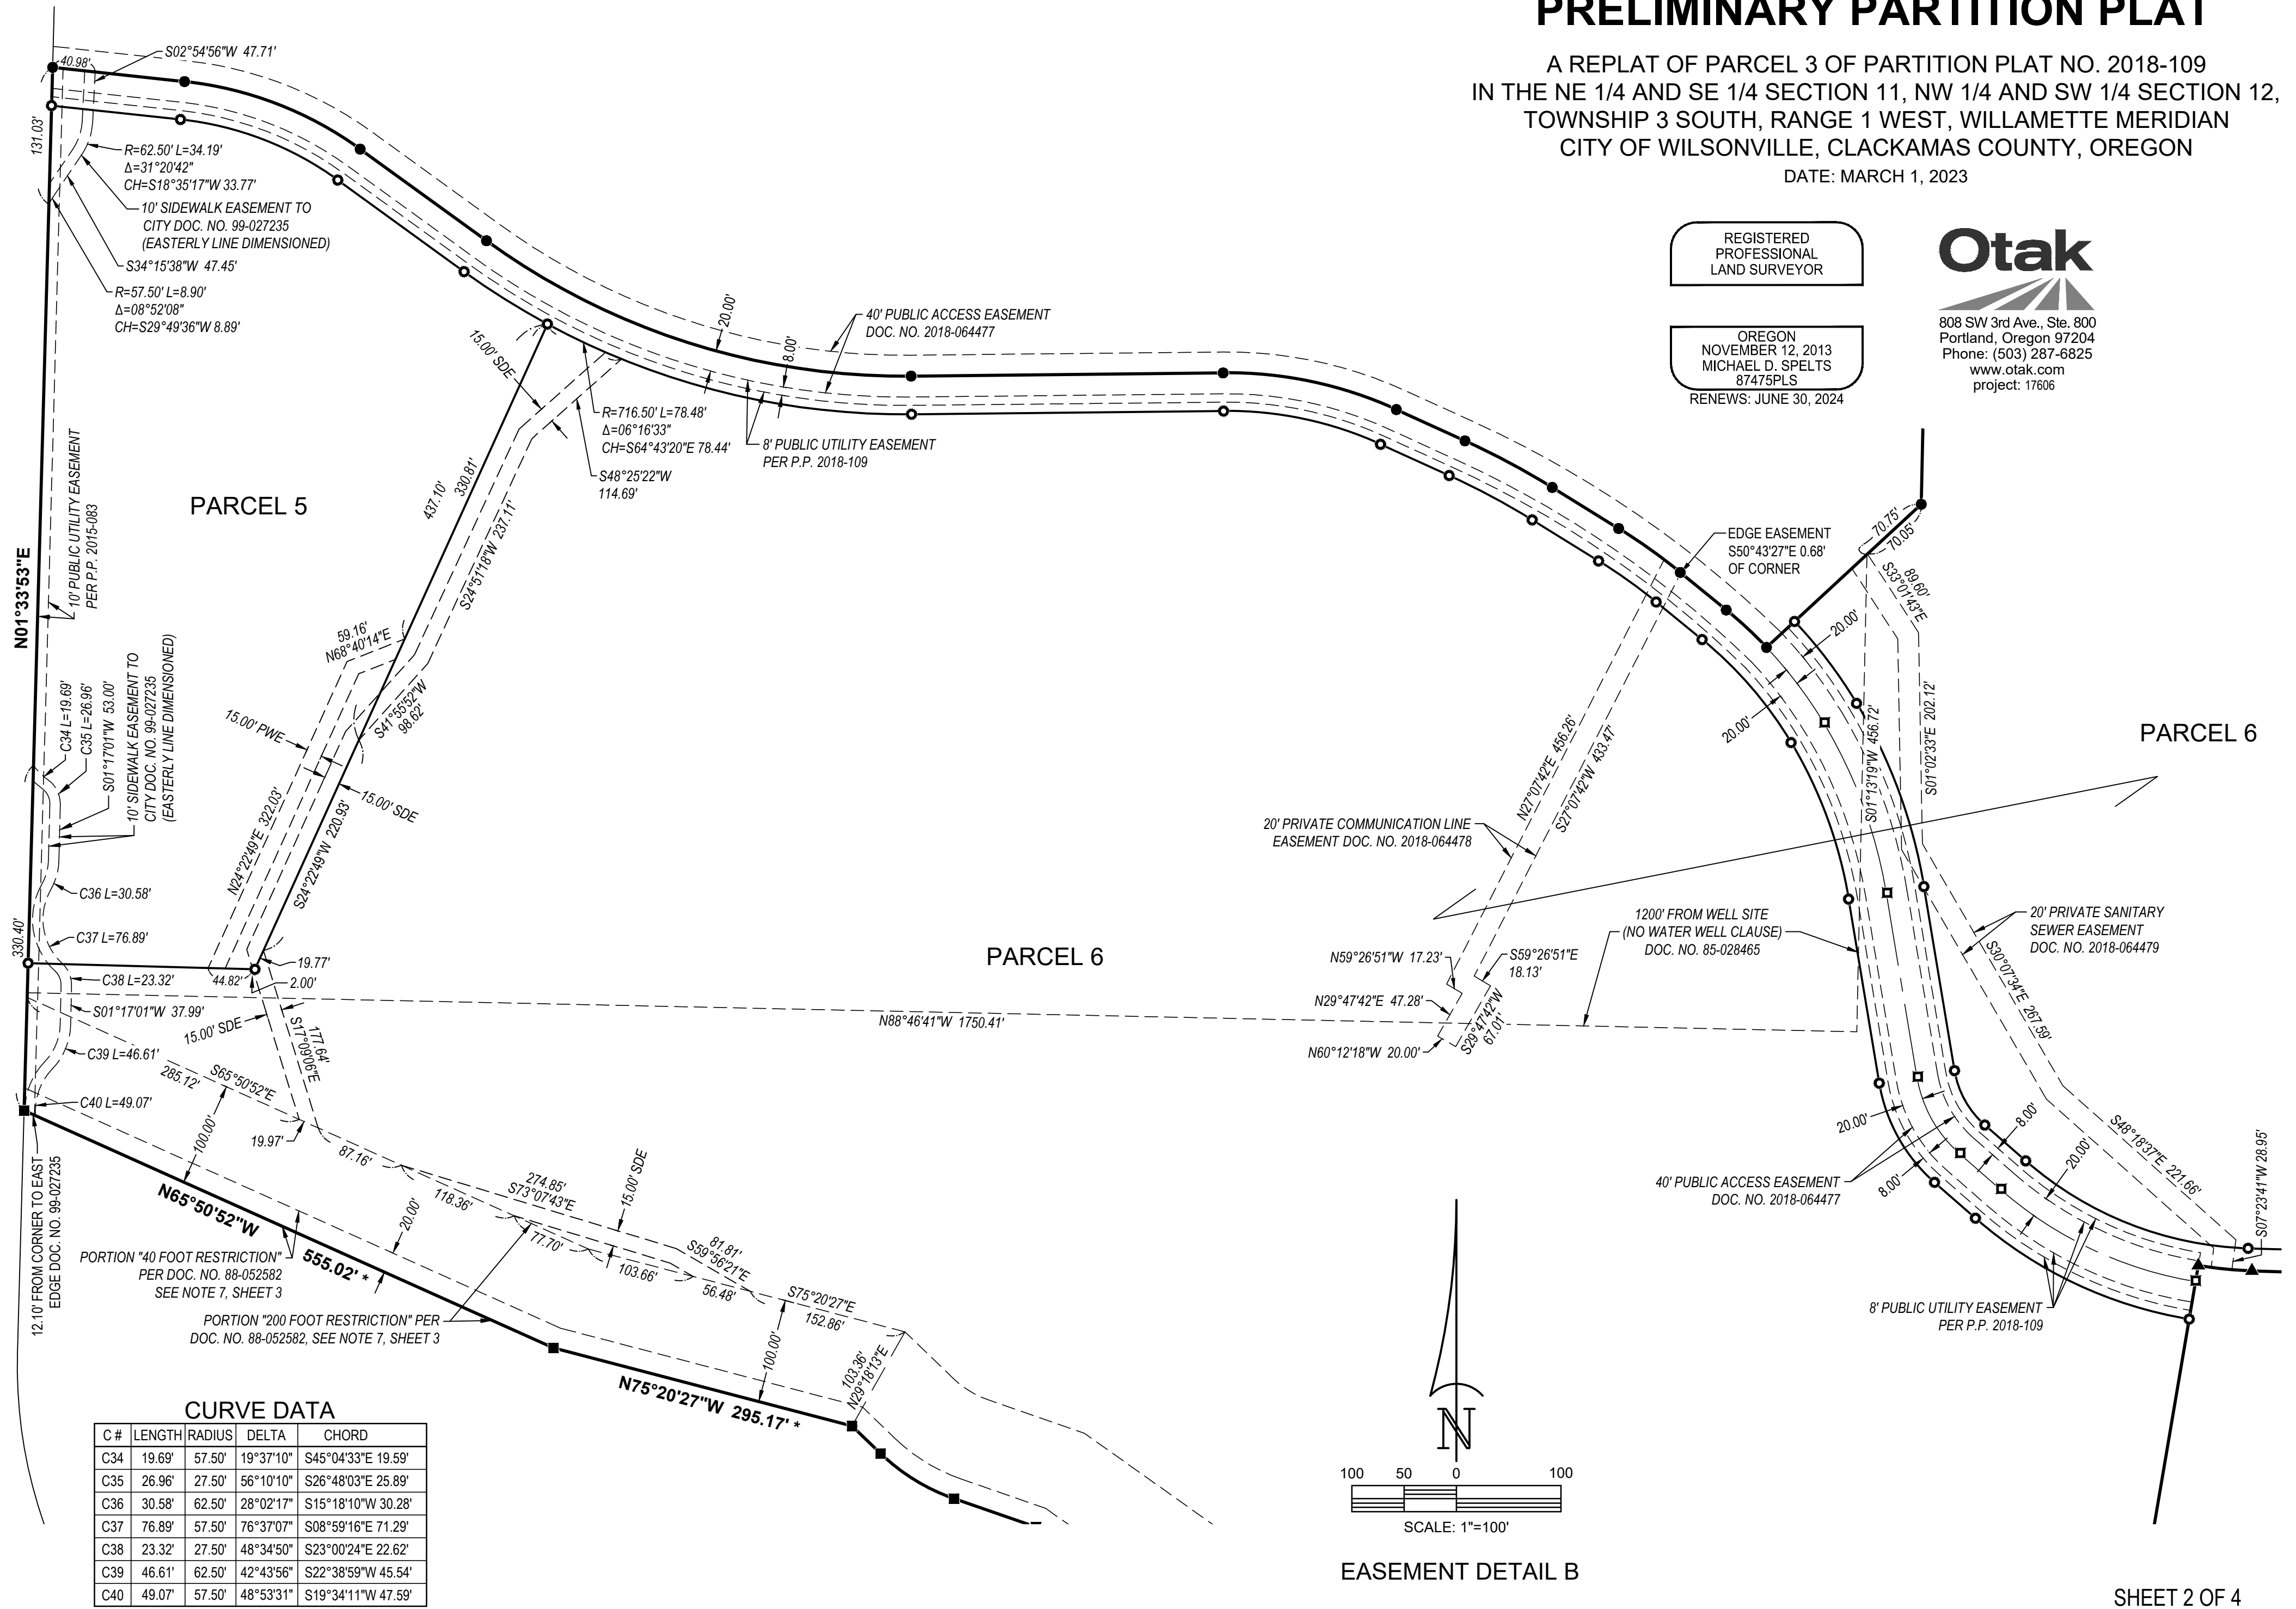 PRELIMINARY PARTITION PLAT
A REPLAT OF PARCEL 3 OF PARTITION PLAT NO. 2018-109
IN THE NE 1/4 AND SE 1/4 SECTION 11, NW 1/4 AND SW 1/4 SECTION 12,
TOWNSHIP 3 SOUTH, RANGE 1 WEST, WILLAMETTE MERIDIAN
CITY OF WILSONVILLE, CLACKAMAS COUNTY, OREGON
DATE: MARCH 1, 2023
REGISTERED
PROFESSIONAL
LAND SURVEYOR
OREGON
NOVEMBER 12, 2013
MICHAEL D. SPELTS
87475PLS
RENEWS: JUNE 30, 2024
Otak
808 SW 3rd Ave., Ste. 800
Portland, Oregon 97204
Phone: (503) 287-6825
www.otak.com
project: 17606
S02°54'56"W 47.71'
40.98'
131.03'
R=62.50' L=34.19'
Δ=31°20'42"
CH=S18°35'17"W 33.77'
10' SIDEWALK EASEMENT TO
CITY DOC. NO. 99-027235
(EASTERLY LINE DIMENSIONED)
S34°15'38"W 47.45'
R=57.50' L=8.90'
Δ=08°52'08"
CH=S29°49'36"W 8.89'
20.00'
8.00'
40' PUBLIC ACCESS EASEMENT
DOC. NO. 2018-064477
15.00' SDE
R=716.50' L=78.48'
Δ=06°16'33"
CH=S64°43'20"E 78.44'
8' PUBLIC UTILITY EASEMENT
PER P.P. 2018-109
S48°25'22"W
114.69'
N01°33'53"E
10' PUBLIC UTILITY EASEMENT
PER P.P. 2015-083
PARCEL 5
437.10'
330.81'
S24°51'18"W 237.11'
EDGE EASEMENT
S50°43'27"E 0.68'
OF CORNER
70.75'
70.05'
89.60'
S33°01'43"E
20.00'
59.16'
N68°40'14"E
S41°55'52"W
98.62'
15.00' PWE
15.00' SDE
N24°22'49"E 322.03'
S24°22'49"W 220.93'
C34 L=19.69'
C35 L=26.96'
S01°17'01"W 53.00'
10' SIDEWALK EASEMENT TO
CITY DOC. NO. 99-027235
(EASTERLY LINE DIMENSIONED)
20.00'
S01°13'19"W 456.72'
S01°02'33"E 202.12'
PARCEL 6
N27°07'42"E 456.26'
S27°07'42"W 433.47'
20' PRIVATE COMMUNICATION LINE
EASEMENT DOC. NO. 2018-064478
C36 L=30.58'
C37 L=76.89'
330.40'
C38 L=23.32'
44.82'
19.77'
2.00'
S01°17'01"W 37.99'
15.00' SDE
177.64'
S17°09'06"E
C39 L=46.61'
C40 L=49.07'
PARCEL 6
N88°46'41"W 1750.41'
1200' FROM WELL SITE
(NO WATER WELL CLAUSE)
DOC. NO. 85-028465
N59°26'51"W 17.23'
S59°26'51"E
18.13'
N29°47'42"E 47.28'
S29°47'42"W
67.01'
N60°12'18"W 20.00'
20' PRIVATE SANITARY
SEWER EASEMENT
DOC. NO. 2018-064479
S30°07'34"E 267.59'
S65°50'52"E
285.12'
100.00'
19.97'
87.16'
12.10' FROM CORNER TO EAST
EDGE DOC. NO. 99-027235
N65°50'52"W
555.02' *
20.00'
118.36'
274.85'
S73°07'43"E
15.00' SDE
77.70'
103.66'
81.81'
S59°56'21"E
56.48'
S75°20'27"E
152.86'
100.00'
103.36'
N29°18'13"E
PORTION "40 FOOT RESTRICTION"
PER DOC. NO. 88-052582
SEE NOTE 7, SHEET 3
PORTION "200 FOOT RESTRICTION" PER
DOC. NO. 88-052582, SEE NOTE 7, SHEET 3
N75°20'27"W 295.17' *
20.00'
8.00'
8.00'
20.00'
40' PUBLIC ACCESS EASEMENT
DOC. NO. 2018-064477
S48°18'37"E 221.66'
S07°23'41"W 28.95'
8' PUBLIC UTILITY EASEMENT
PER P.P. 2018-109
CURVE DATA
C # LENGTH RADIUS DELTA CHORD
C34 19.69' 57.50' 19°37'10" S45°04'33"E 19.59'
C35 26.96' 27.50' 56°10'10" S26°48'03"E 25.89'
C36 30.58' 62.50' 28°02'17" S15°18'10"W 30.28'
C37 76.89' 57.50' 76°37'07" S08°59'16"E 71.29'
C38 23.32' 27.50' 48°34'50" S23°00'24"E 22.62'
C39 46.61' 62.50' 42°43'56" S22°38'59"W 45.54'
C40 49.07' 57.50' 48°53'31" S19°34'11"W 47.59'
N
100 50 0 100
SCALE: 1"=100'
EASEMENT DETAIL B
SHEET 2 OF 4